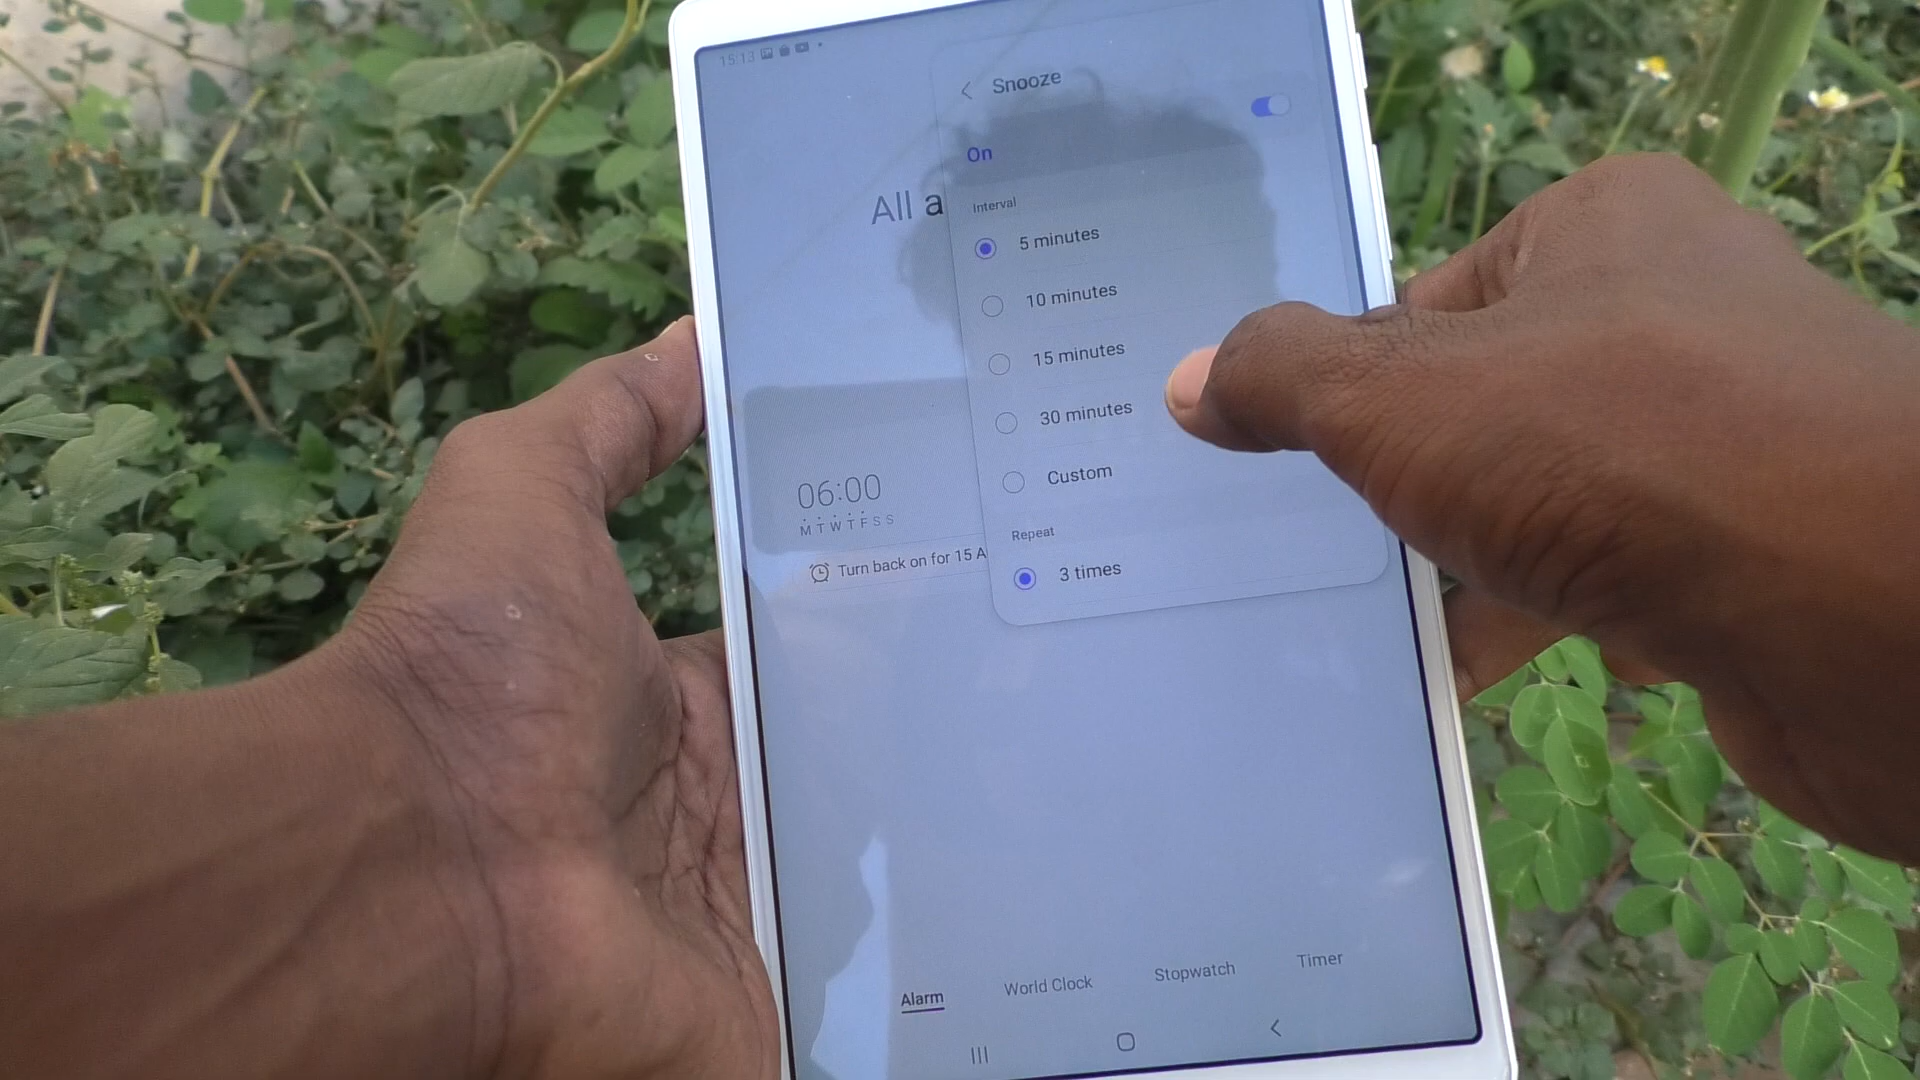 15:13
Snooze
On
All a
Interval
5 minutes
10 minutes
15 minutes
30 minutes
Custom
06:00
M T W T F S S
Turn back on for 15 A
Repeat
3 times
Alarm
World Clock
Stopwatch
Timer